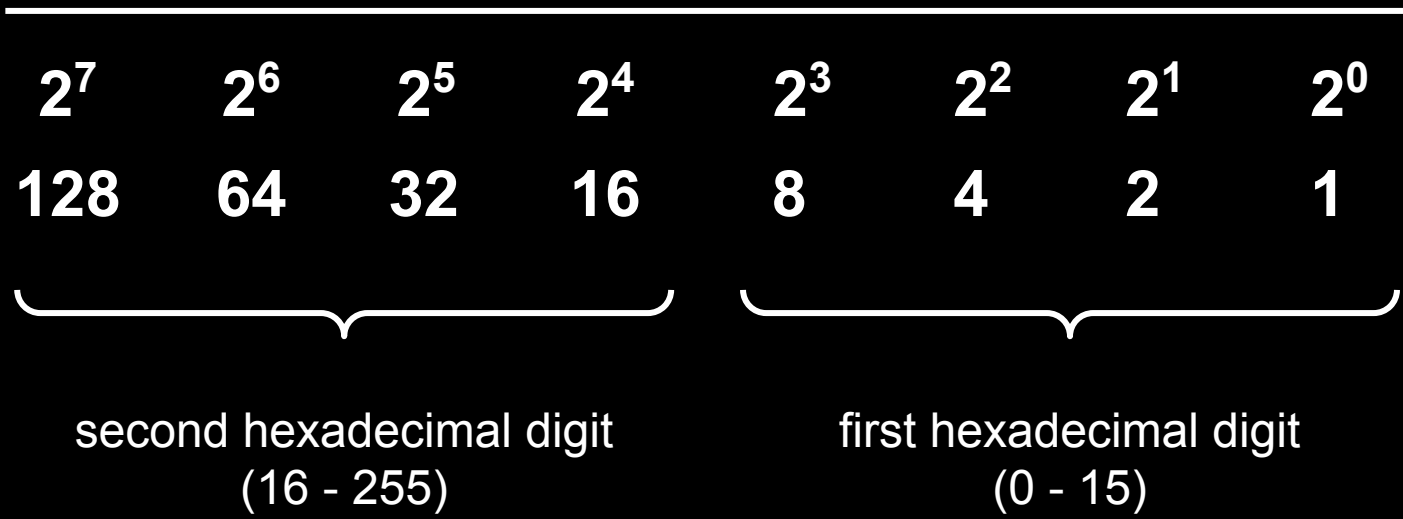 2⁷ 2⁶ 2⁵ 2⁴ 2³ 2² 2¹ 2⁰
128 64 32 16 8 4 2 1
second hexadecimal digit first hexadecimal digit
(16 - 255) (0 - 15)